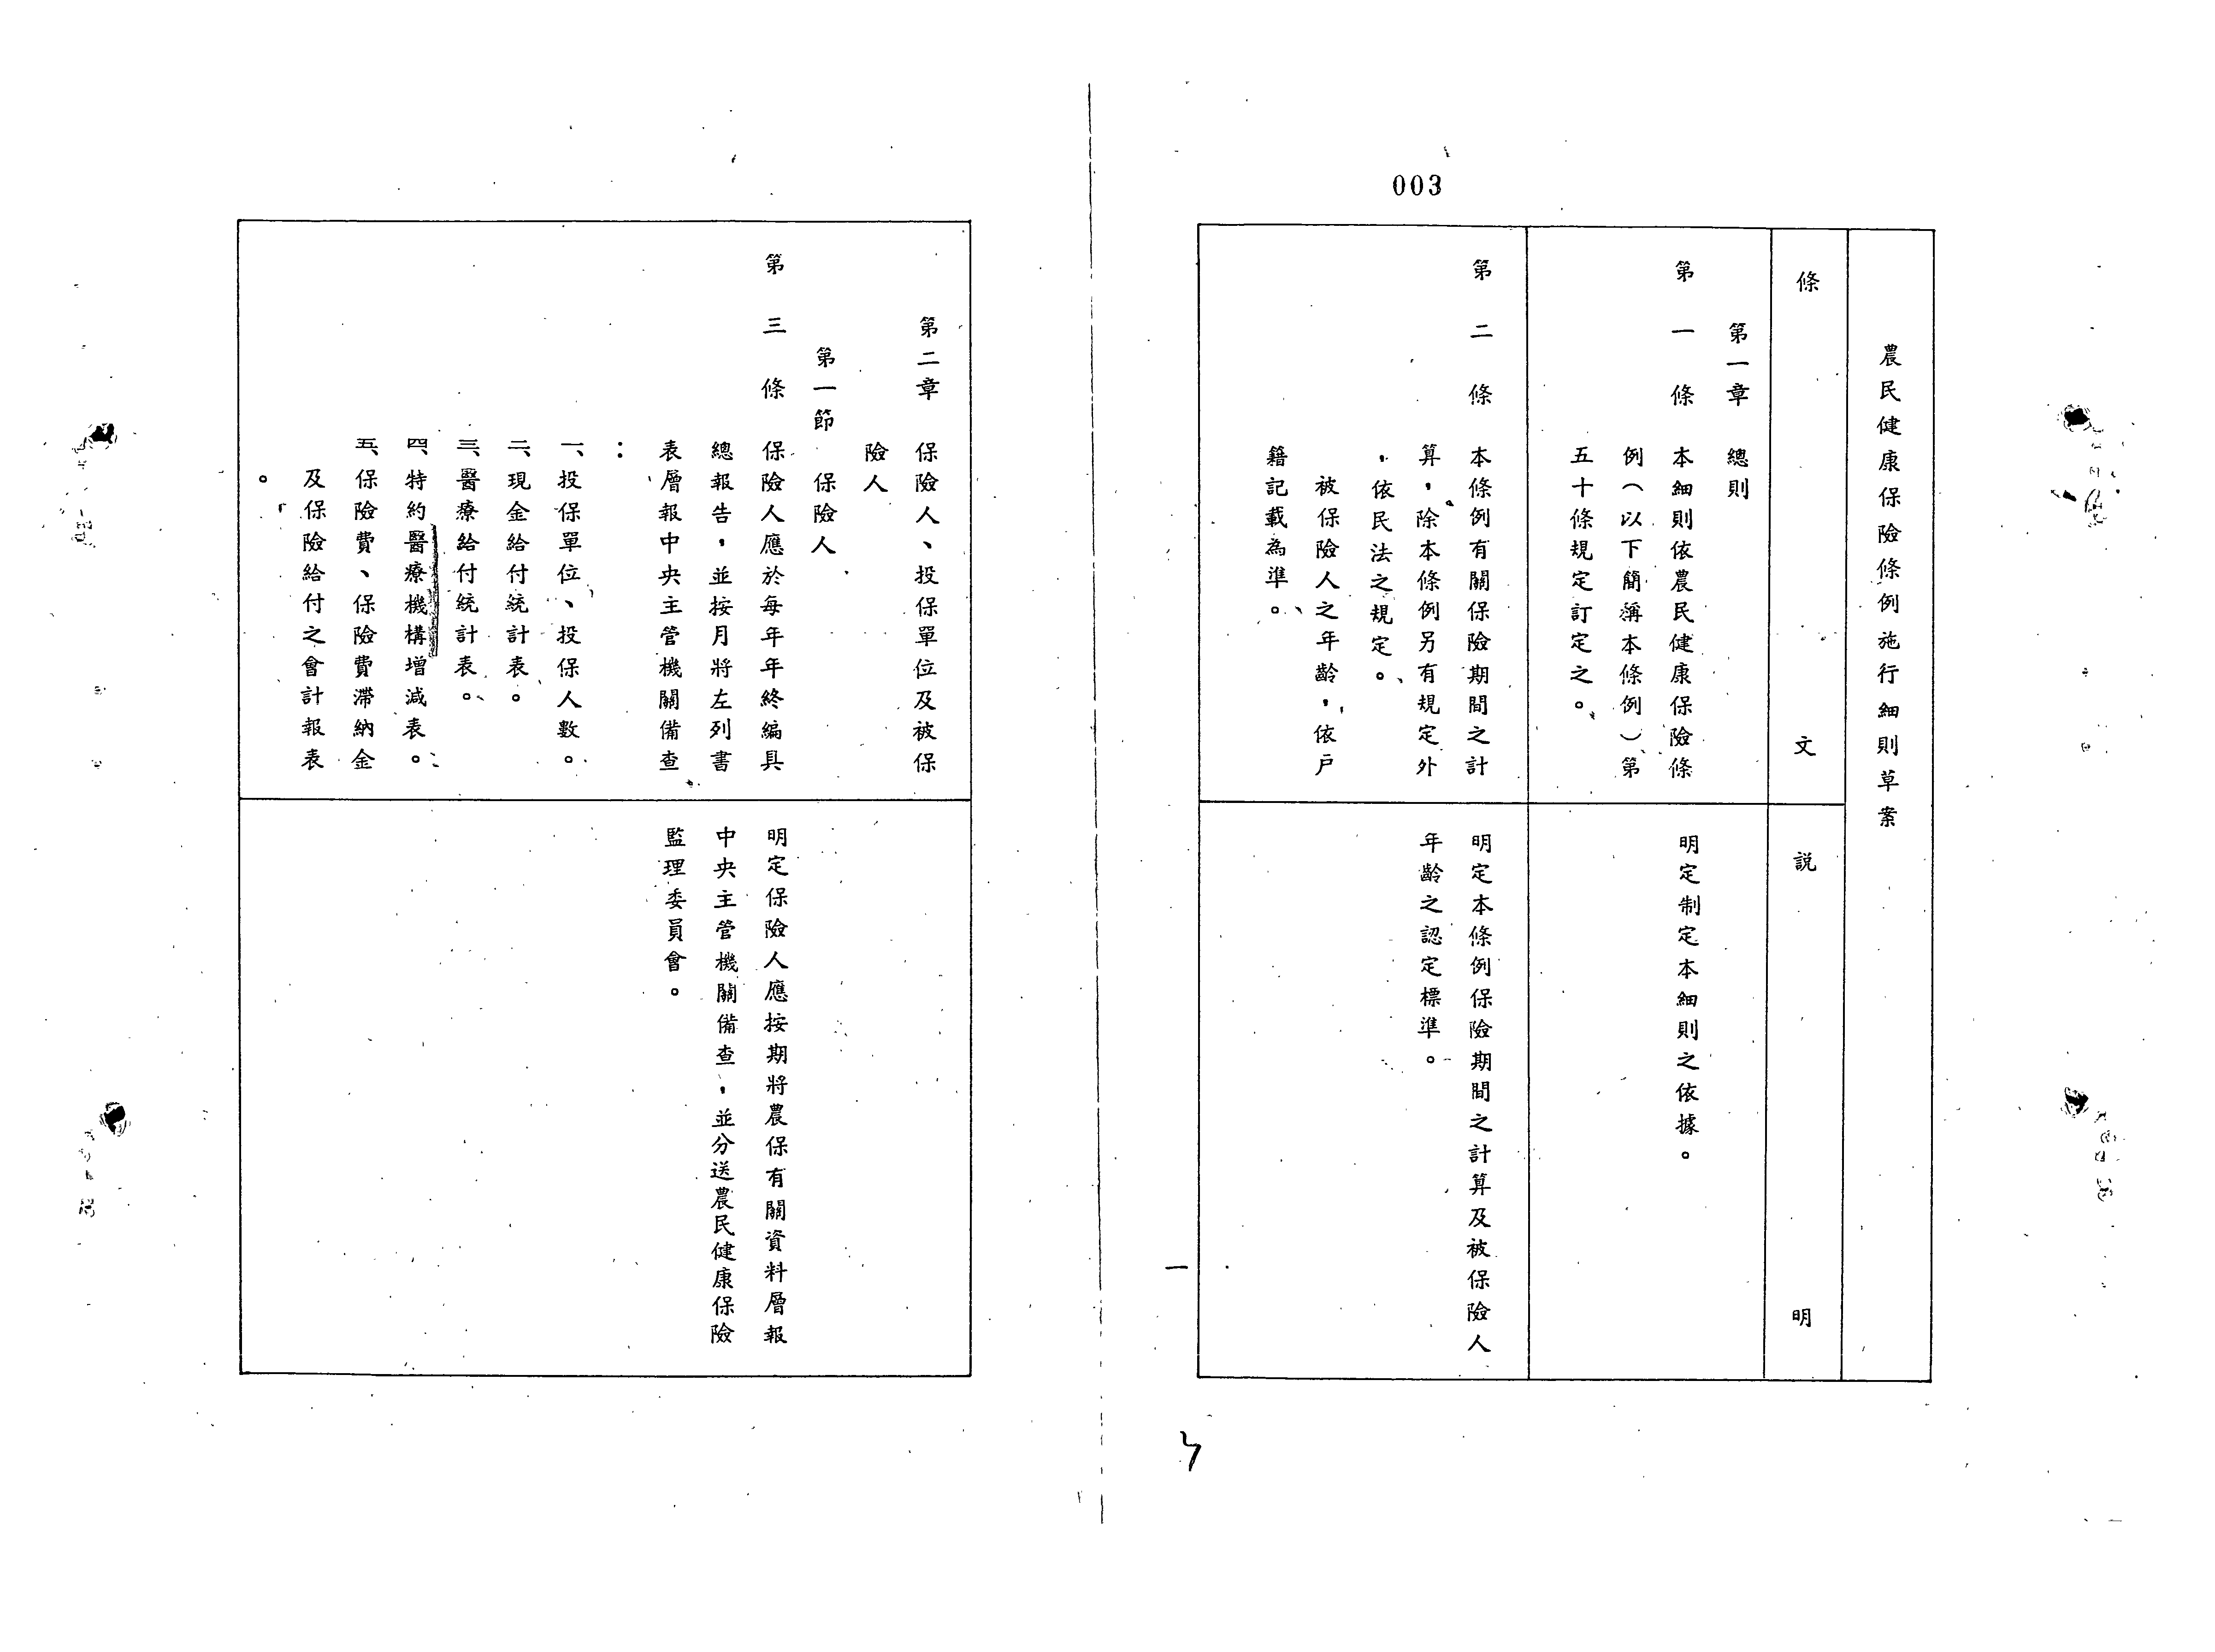 003
農民健康保險條例施行細則草案
條文
說明
第一章 總則
第一條 本細則依農民健康保險條
例（以下簡稱本條例）第
五十條規定訂定之。
明定制定本細則之依據。
第二條 本條例有關保險期間之計
算，除本條例另有規定外
，依民法之規定。
被保險人之年齡，依戶
籍記載為準。
明定本條例保險期間之計算及被保險人
年齡之認定標準。
一
第二章 保險人、投保單位及被保
險人
第一節 保險人
第三條 保險人應於每年年終編具
總報告，並按月將左列書
表層報中央主管機關備查
：
一、投保單位、投保人數。
二、現金給付統計表。
三、醫療給付統計表。
四、特約醫療機構增減表。
五、保險費、保險費滯納金
及保險給付之會計報表
。
明定保險人應按期將農保有關資料層報
中央主管機關備查，並分送農民健康保險
監理委員會。